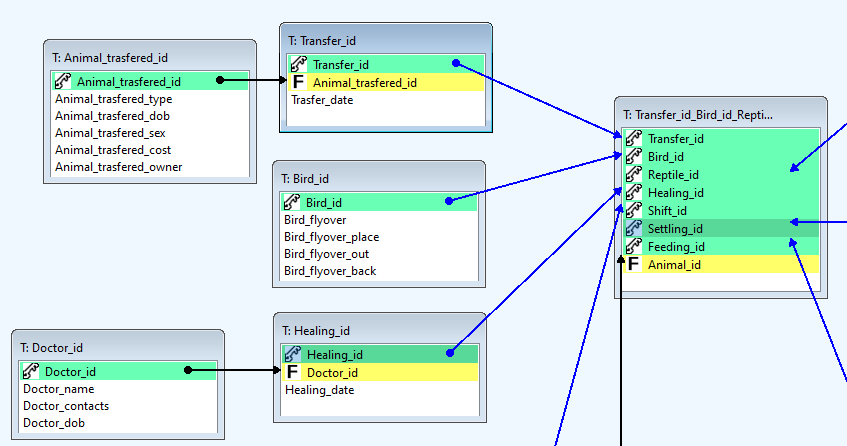 T: Animal_trasfered_id
Animal_trasfered_id
Animal_trasfered_type
Animal_trasfered_dob
Animal_trasfered_sex
Animal_trasfered_cost
Animal_trasfered_owner
T: Transfer_id
Transfer_id
F Animal_trasfered_id
Trasfer_date
T: Bird_id
Bird_id
Bird_flyover
Bird_flyover_place
Bird_flyover_out
Bird_flyover_back
T: Doctor_id
Doctor_id
Doctor_name
Doctor_contacts
Doctor_dob
T: Healing_id
Healing_id
F Doctor_id
Healing_date
T: Transfer_id_Bird_id_Repti...
Transfer_id
Bird_id
Reptile_id
Healing_id
Shift_id
Settling_id
Feeding_id
F Animal_id